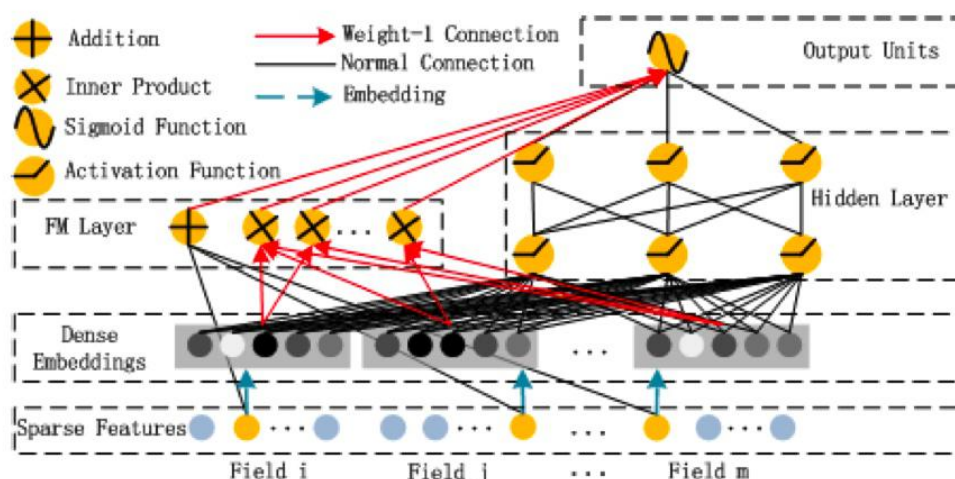 Addition
Inner Product
Sigmoid Function
Activation Function
Weight-1 Connection
Normal Connection
Embedding
Output Units
Hidden Layer
FM Layer
. . .
Dense
Embeddings
. . .
Sparse Features
. . .
. . .
. . .
. . .
Field i
Field j
. . .
Field m